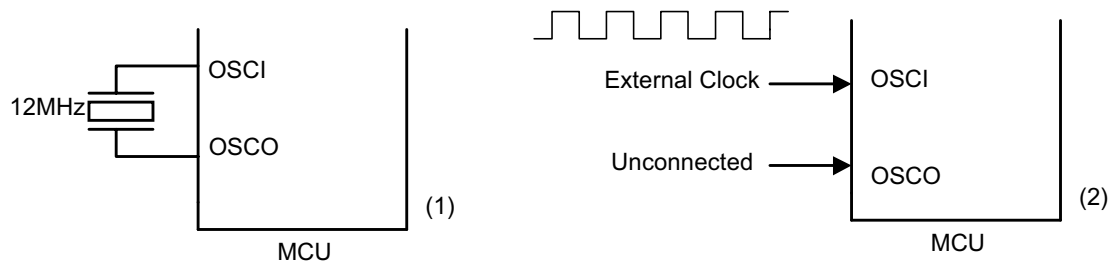 OSCI
12MHz
OSCO
(1)
MCU
External Clock
OSCI
Unconnected
OSCO
(2)
MCU